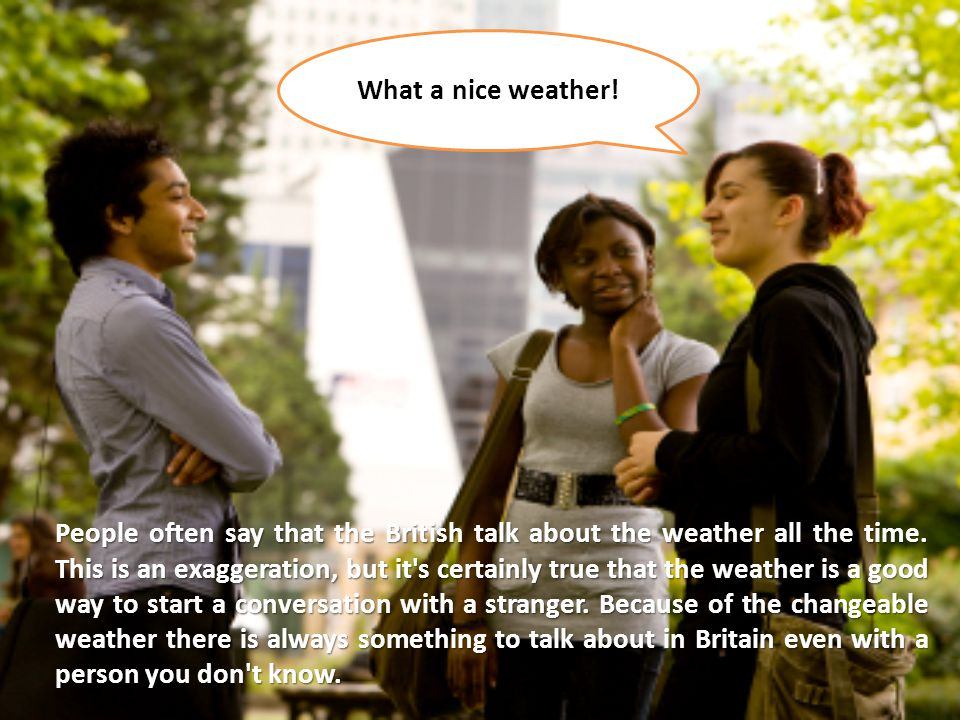 What a nice weather!
People often say that the British talk about the weather all the time.
This is an exaggeration, but it's certainly true that the weather is a good
way to start a conversation with a stranger. Because of the changeable
weather there is always something to talk about in Britain even with a
person you don't know.